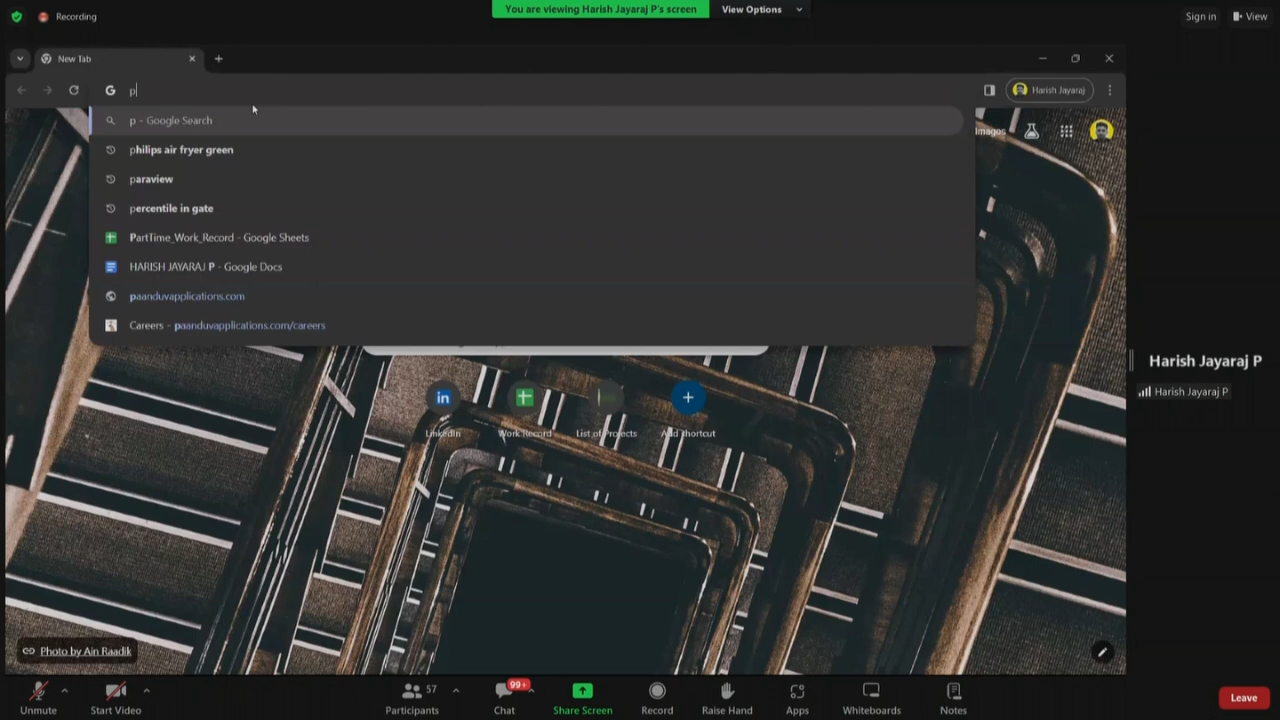 You are viewing Harish Jayaraj P's screen
View Options
Recording
Sign in
View
New Tab
p
Harish Jayaraj
p - Google Search
Images
philips air fryer green
paraview
percentile in gate
PartTime_Work_Record - Google Sheets
HARISH JAYARAJ P - Google Docs
paanduvapplications.com
Careers - paanduvapplications.com/careers
Harish Jayaraj P
Harish Jayaraj P
LinkedIn
Work Record
List of Projects
Add shortcut
Photo by Ain Raadik
Unmute
Start Video
Participants
57
Chat
99+
Share Screen
Record
Raise Hand
Apps
Whiteboards
Notes
Leave